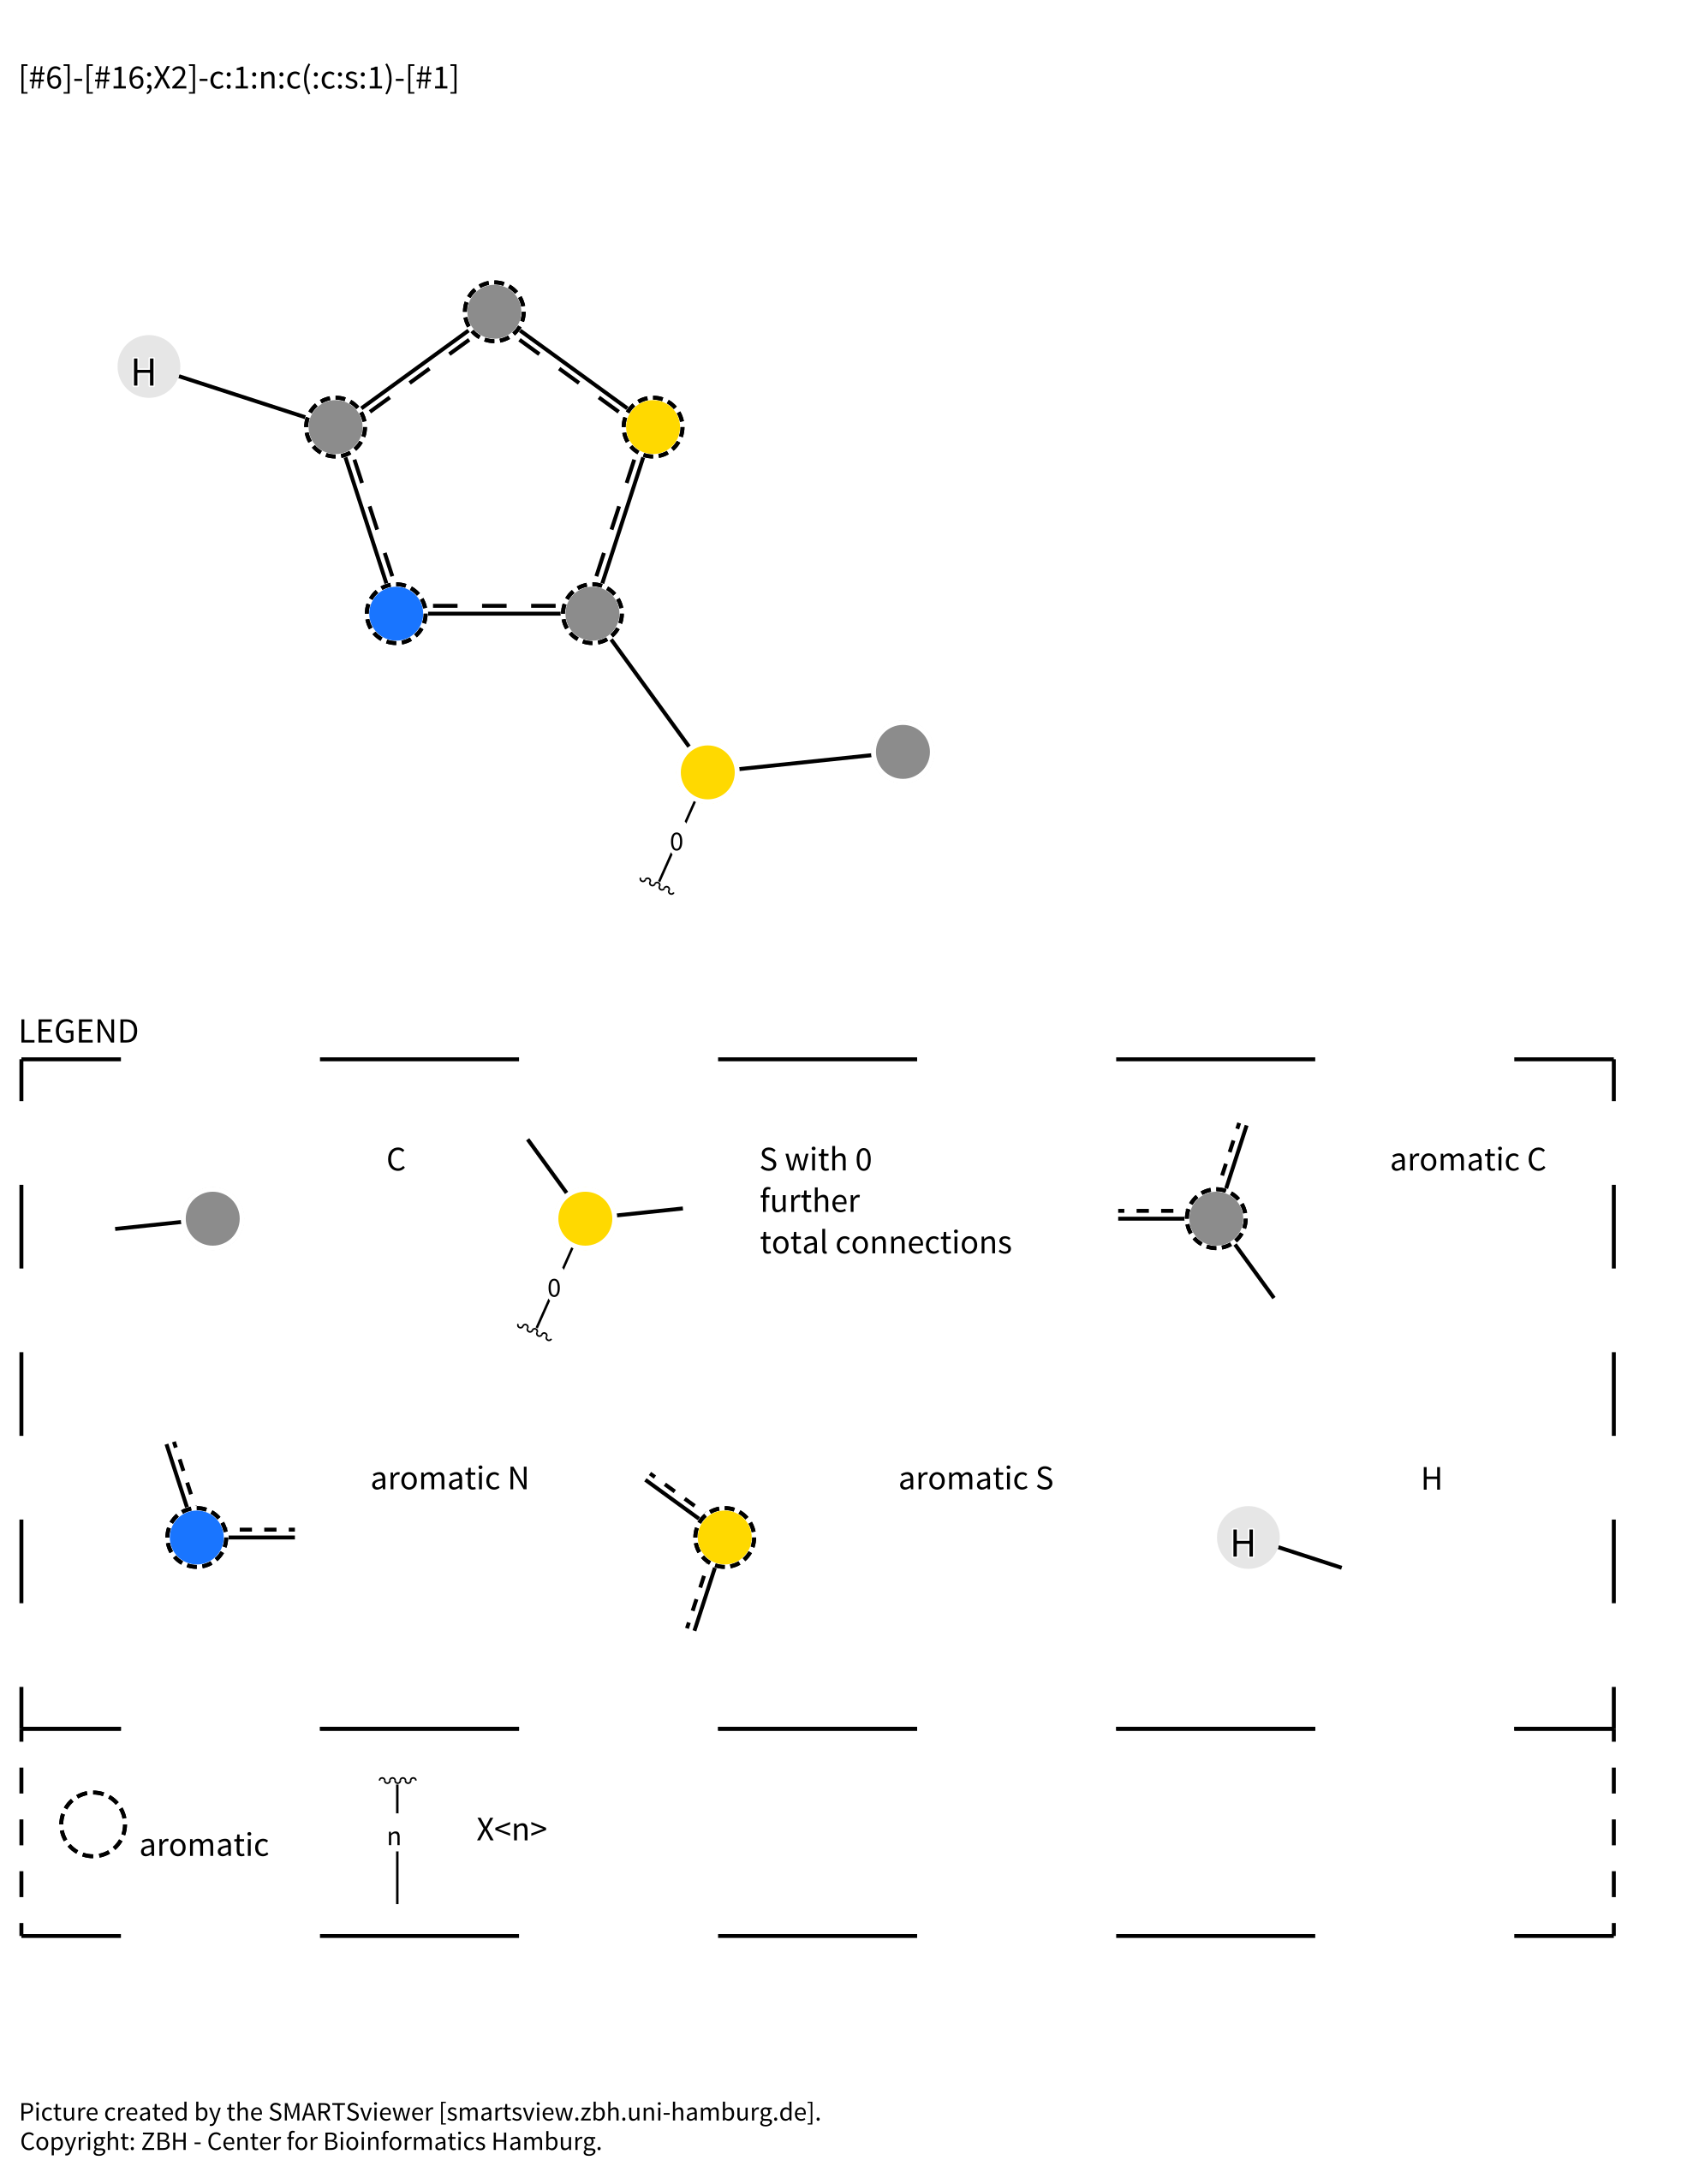 [#6]-[#16;X2]-c:1:n:c(:c:s:1)-[#1]
H
0
LEGEND
C
S with 0
further
total connections
aromatic C
0
aromatic N
aromatic S
H
H
aromatic
n
X<n>
Picture created by the SMARTSviewer [smartsview.zbh.uni-hamburg.de].
Copyright: ZBH - Center for Bioinformatics Hamburg.